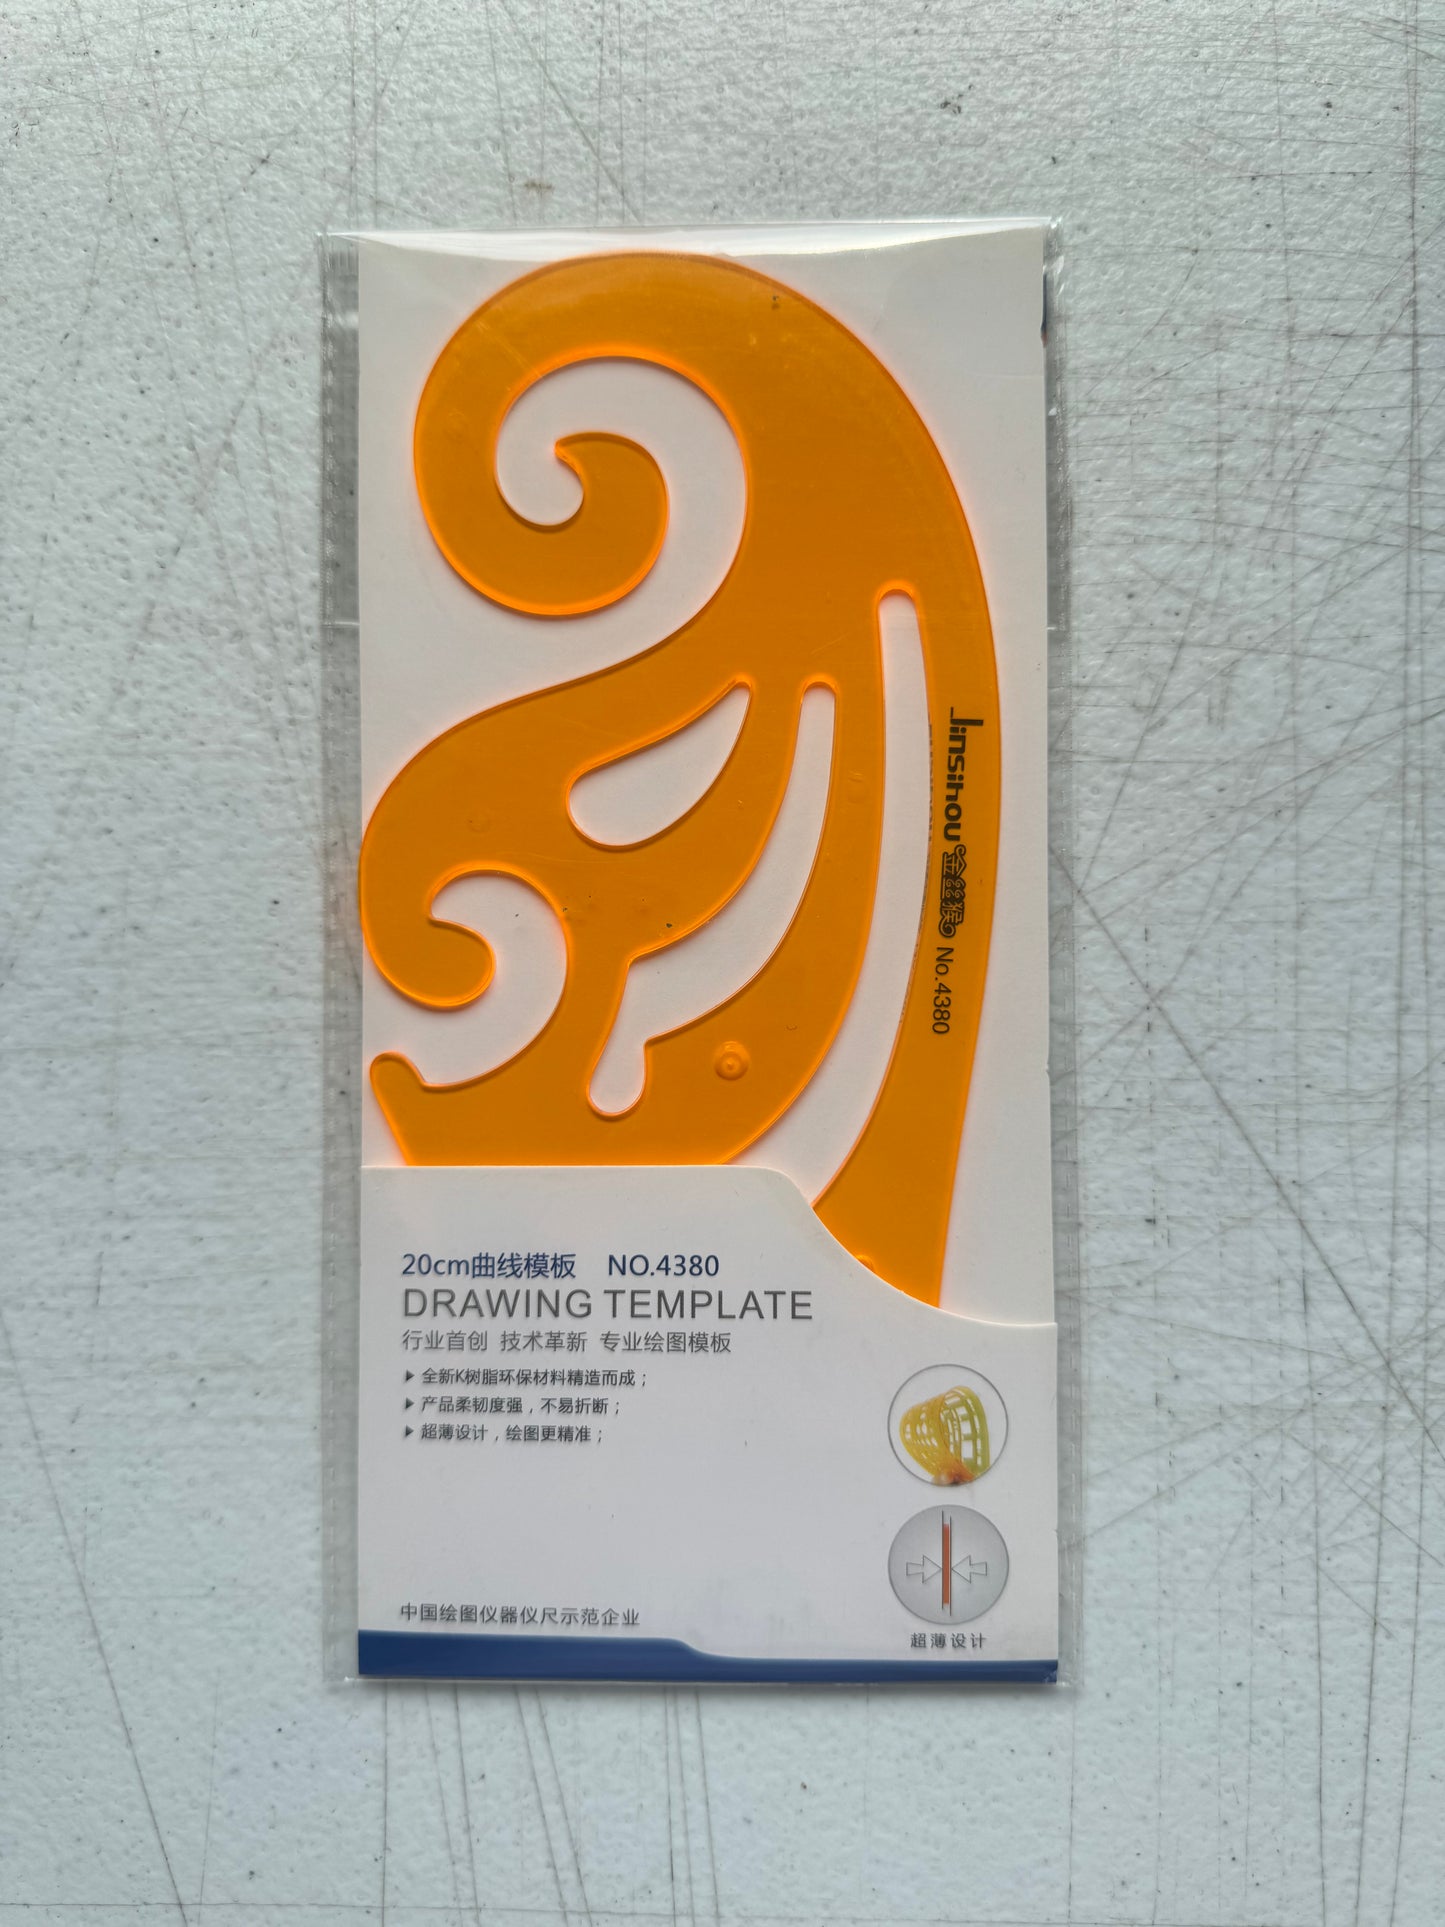 Jinsihou 金丝猴 No.4380
20cm曲线模板 NO.4380
DRAWING TEMPLATE
行业首创 技术革新 专业绘图模板
▶ 全新K树脂环保材料精造而成；
▶ 产品柔韧度强，不易折断；
▶ 超薄设计，绘图更精准；
中国绘图仪器仪尺示范企业
超薄设计